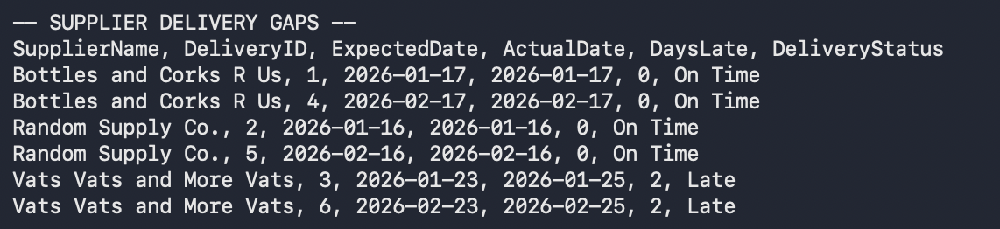 -- SUPPLIER DELIVERY GAPS --
SupplierName, DeliveryID, ExpectedDate, ActualDate, DaysLate, DeliveryStatus
Bottles and Corks R Us, 1, 2026-01-17, 2026-01-17, 0, On Time
Bottles and Corks R Us, 4, 2026-02-17, 2026-02-17, 0, On Time
Random Supply Co., 2, 2026-01-16, 2026-01-16, 0, On Time
Random Supply Co., 5, 2026-02-16, 2026-02-16, 0, On Time
Vats Vats and More Vats, 3, 2026-01-23, 2026-01-25, 2, Late
Vats Vats and More Vats, 6, 2026-02-23, 2026-02-25, 2, Late